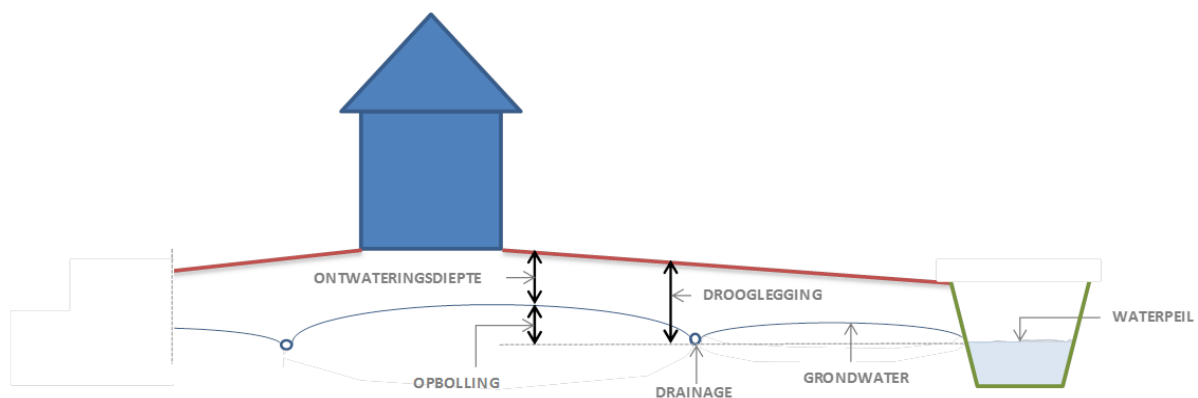 ONTWATERINGSDIEPTE
DROOGLEGGING
WATERPEIL
OPBOLLING
DRAINAGE
GRONDWATER